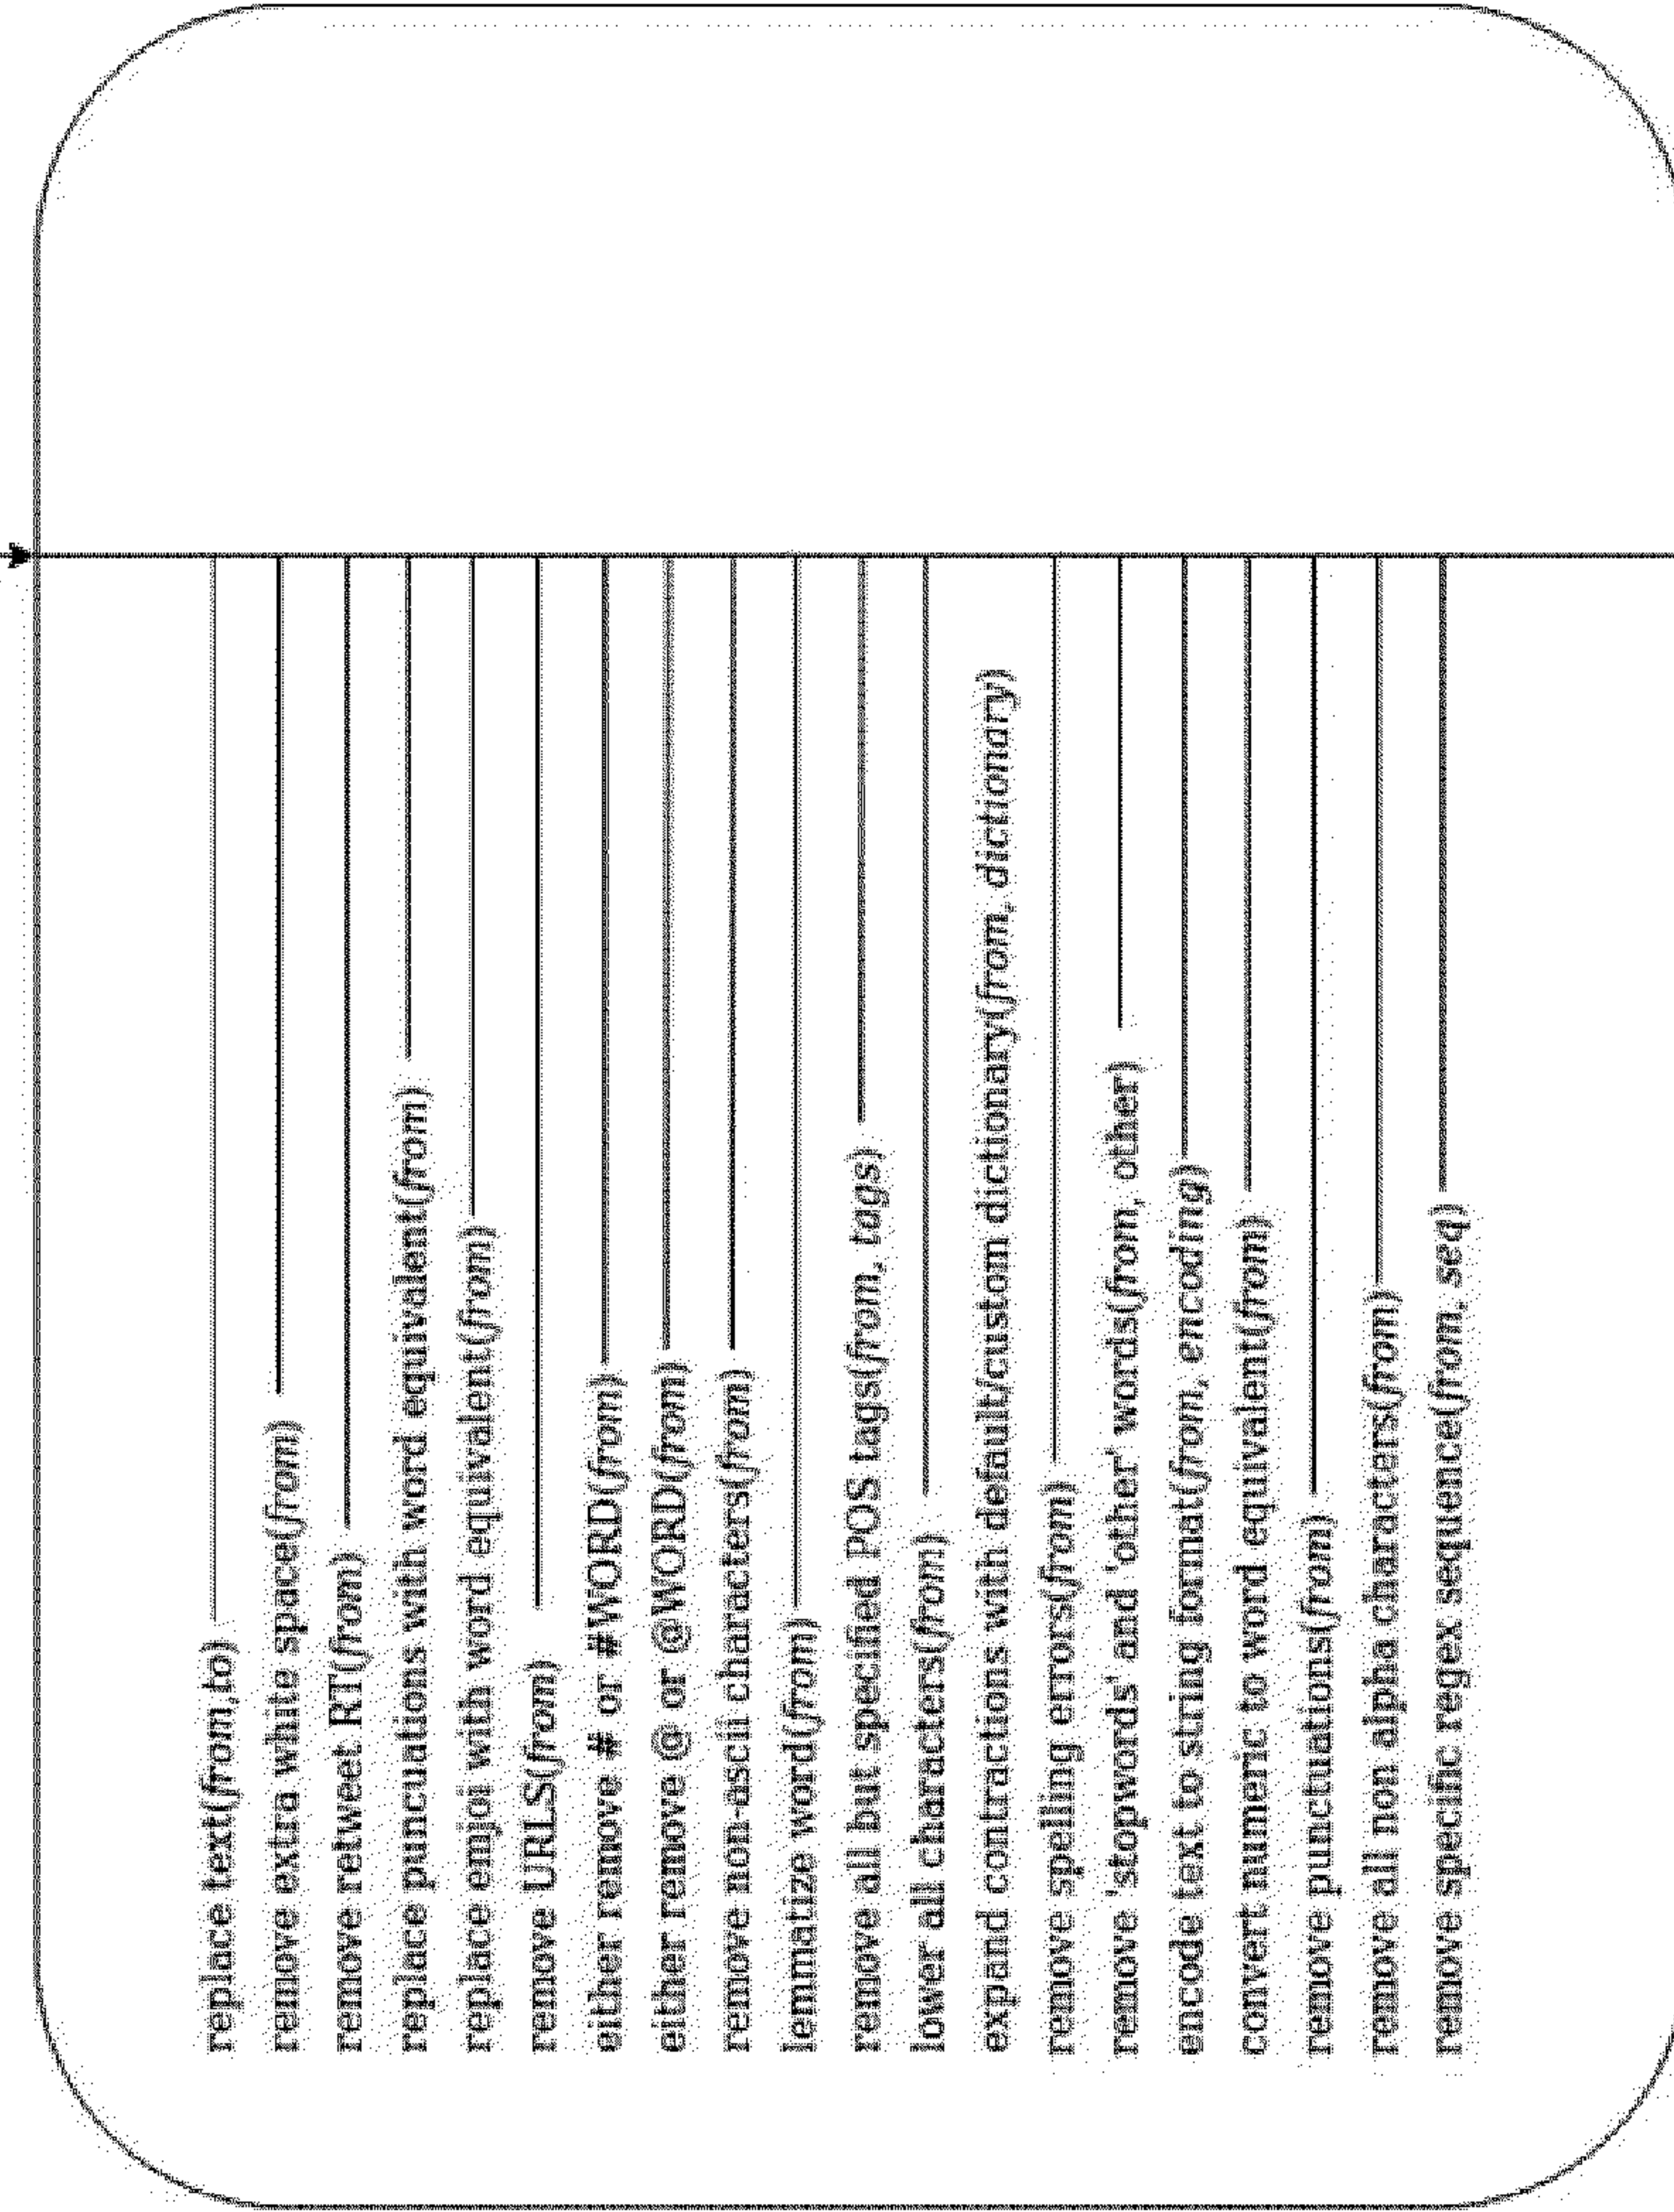 replace text(from,to)
remove extra white space(from)
remove retweet RT(from)
replace puncuations with word equivalent(from)
replace emjoi with word equivalent(from)
remove URLS(from)
either remove # or #WORD(from)
either remove @ or @WORD(from)
remove non-ascii characters(from)
lemmatize word(from)
remove all but specified POS tags(from, tags)
lower all characters(from)
expand contractions with default/custom dictionary(from, dictionary)
remove spelling errors(from)
remove 'stopwords' and 'other' words(from, other)
encode text to string format(from, encoding)
convert numeric to word equivalent(from)
remove punctuations(from)
remove all non alpha characters(from)
remove specific regex sequence(from, seq)